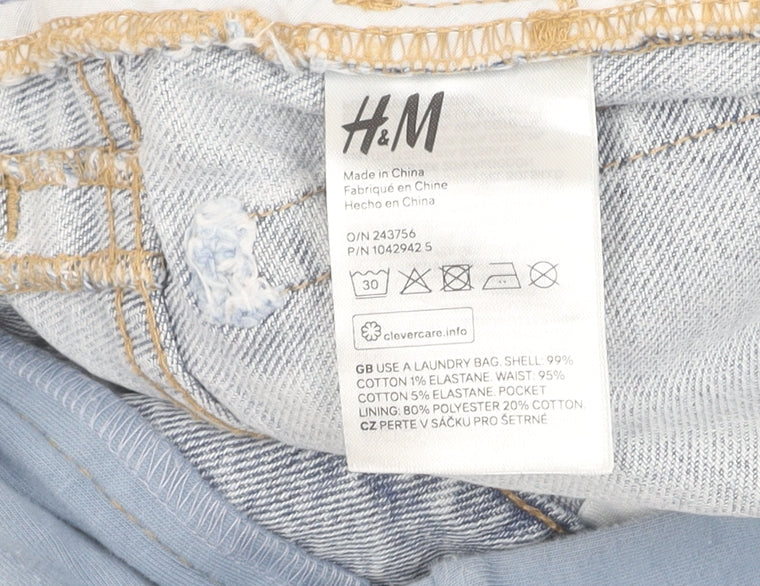 H&M
Made in China
Fabriqué en Chine
Hecho en China
O/N 243756
P/N 1042942 5
30
clevercare.info
GB USE A LAUNDRY BAG. SHELL: 99%
COTTON 1% ELASTANE. WAIST: 95%
COTTON 5% ELASTANE. POCKET
LINING: 80% POLYESTER 20% COTTON.
CZ PERTE V SÁČKU PRO ŠETRNÉ